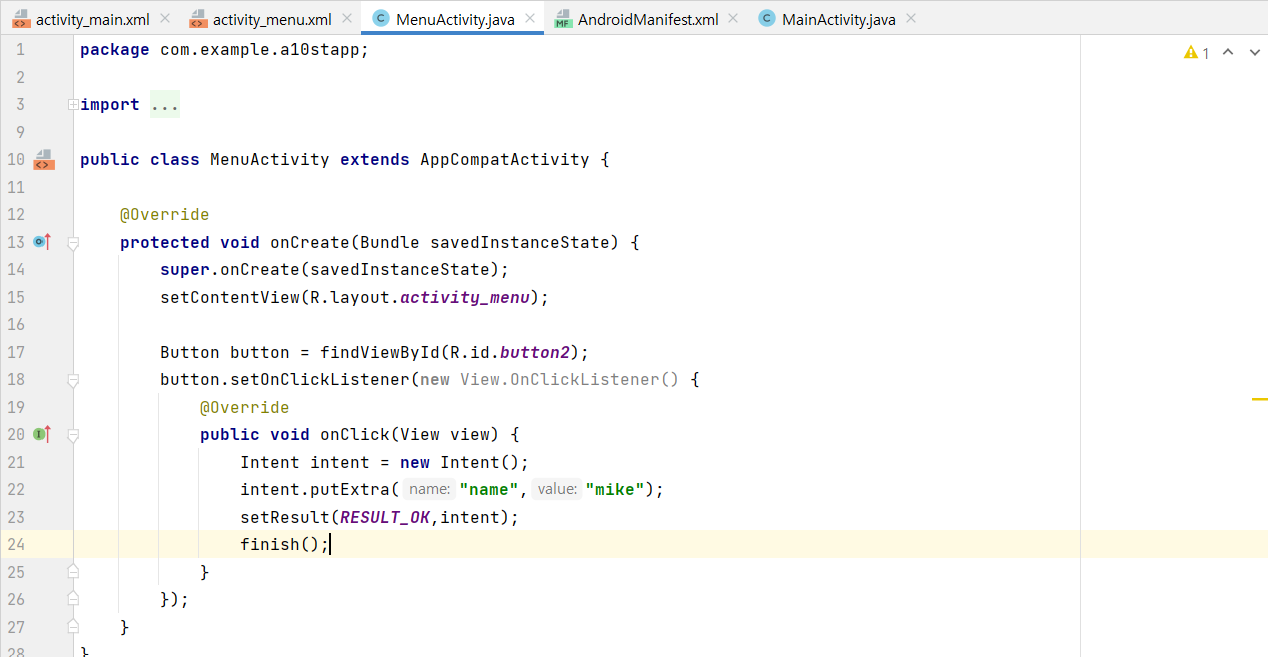 activity_main.xml activity_menu.xml MenuActivity.java AndroidManifest.xml MainActivity.java
1 package com.example.a10stapp;
2
3 import ...
9
10 public class MenuActivity extends AppCompatActivity {
11
12 @Override
13 protected void onCreate(Bundle savedInstanceState) {
14 super.onCreate(savedInstanceState);
15 setContentView(R.layout.activity_menu);
16
17 Button button = findViewById(R.id.button2);
18 button.setOnClickListener(new View.OnClickListener() {
19 @Override
20 public void onClick(View view) {
21 Intent intent = new Intent();
22 intent.putExtra( name: "name", value: "mike");
23 setResult(RESULT_OK,intent);
24 finish();
25 }
26 });
27 }
28 }
1